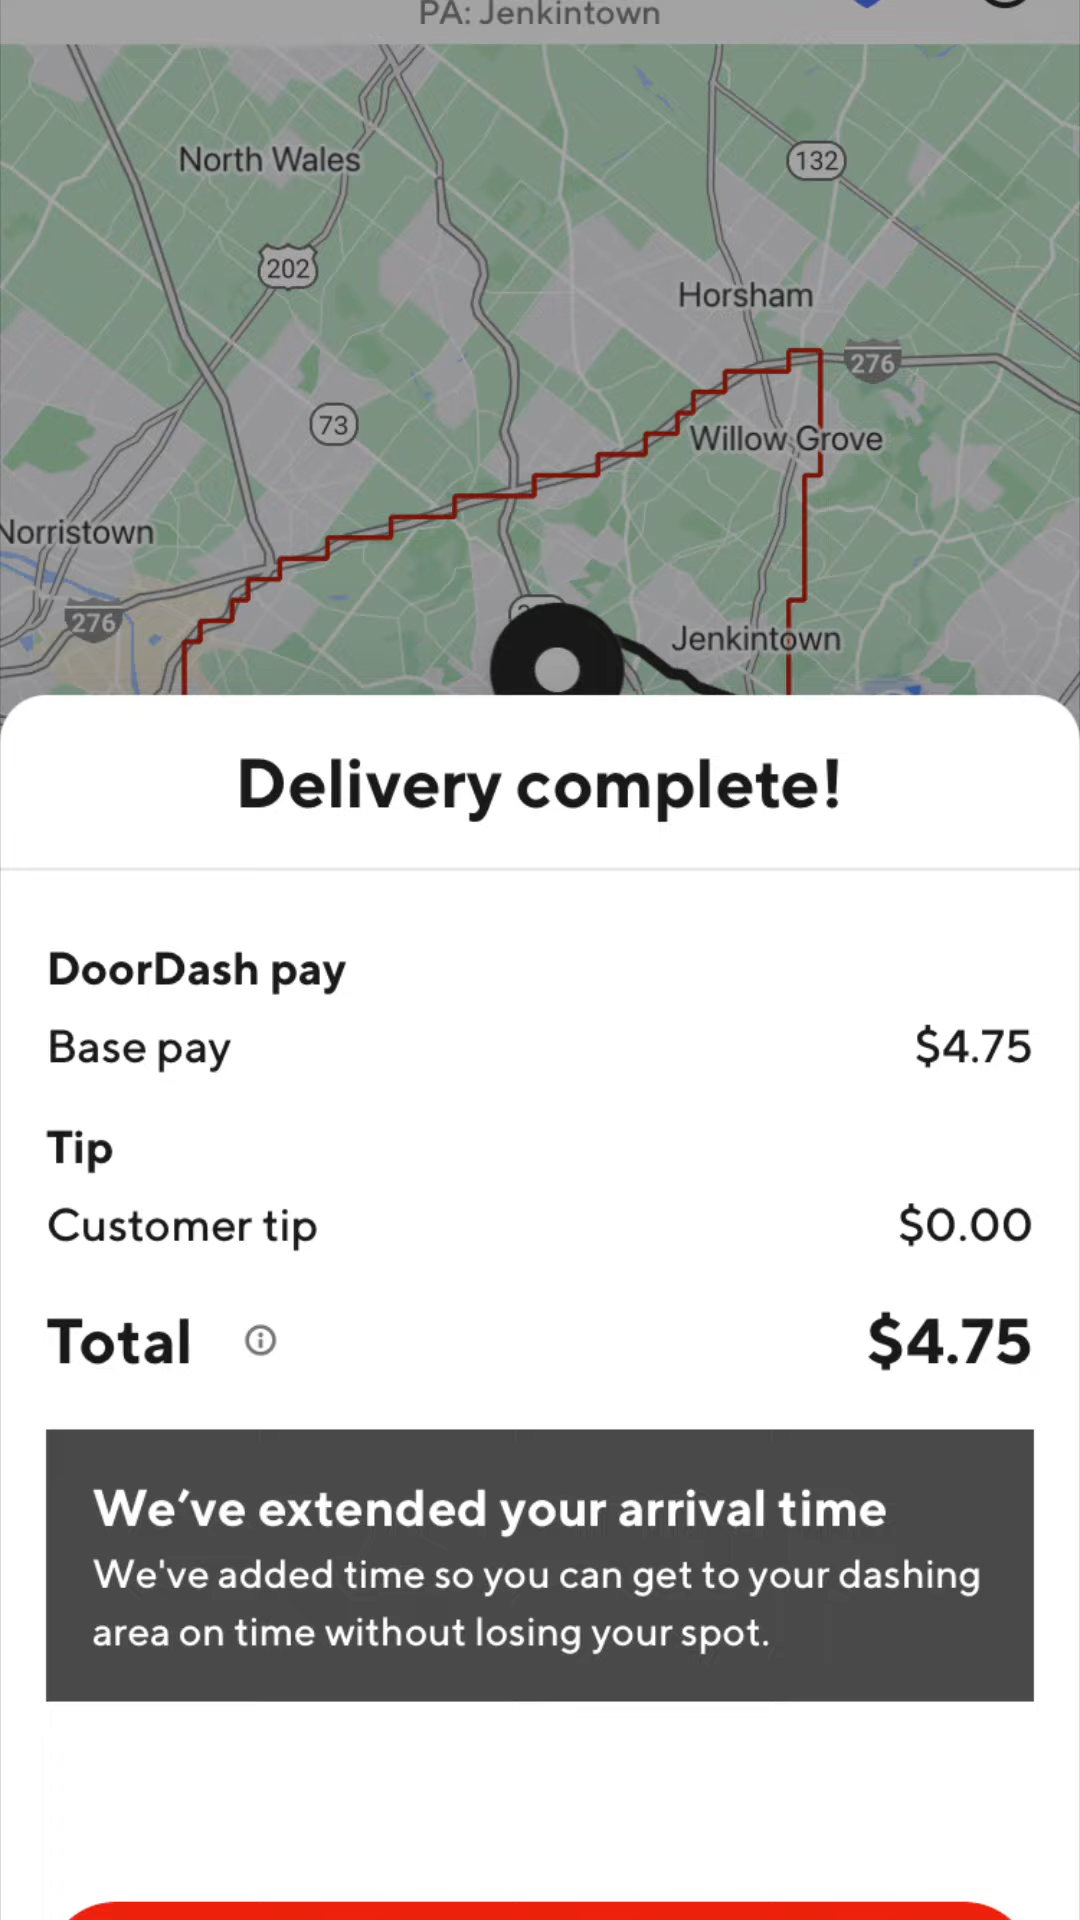 PA: Jenkintown
North Wales
132
202
Horsham
276
73
Willow Grove
Norristown
276
Jenkintown
Delivery complete!
DoorDash pay
Base pay $4.75
Tip
Customer tip $0.00
Total $4.75
We've extended your arrival time
We've added time so you can get to your dashing
area on time without losing your spot.